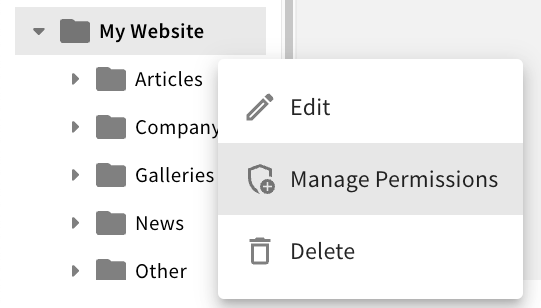 My Website
Articles
Company
Galleries
News
Other
Edit
Manage Permissions
Delete